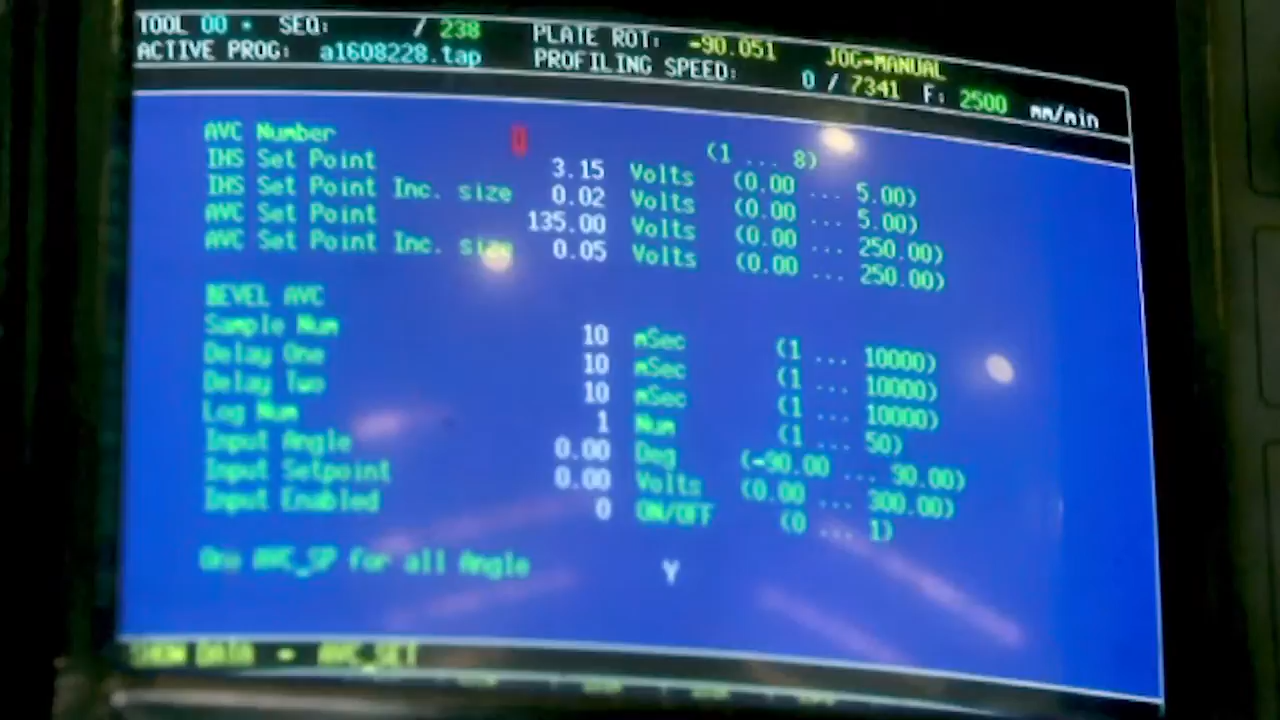 TOOL 00 SEQ: / 238 PLATE ROT: -90.051 JOG-MANUAL
ACTIVE PROG: a1608228.tap PROFILING SPEED: 0 / 7341 F: 2500 mm/min
AVC Number (1 ... 8)
IHS Set Point 3.15 Volts (0.00 ... 5.00)
IHS Set Point Inc. size 0.02 Volts (0.00 ... 5.00)
AVC Set Point 135.00 Volts (0.00 ... 250.00)
AVC Set Point Inc. size 0.05 Volts (0.00 ... 250.00)
BEVEL AVC
Sample Num 10 mSec (1 ... 10000)
Delay One 10 mSec (1 ... 10000)
Delay Two 10 mSec (1 ... 10000)
Log Num 1 Num (1 ... 50)
Input Angle 0.00 Deg (-90.00 ... 90.00)
Input Setpoint 0.00 Volts (0.00 ... 300.00)
Input Enabled 0 ON/OFF (0 ... 1)
One AVC_SP for all Angle Y
SHOW DATA - AVC_SET